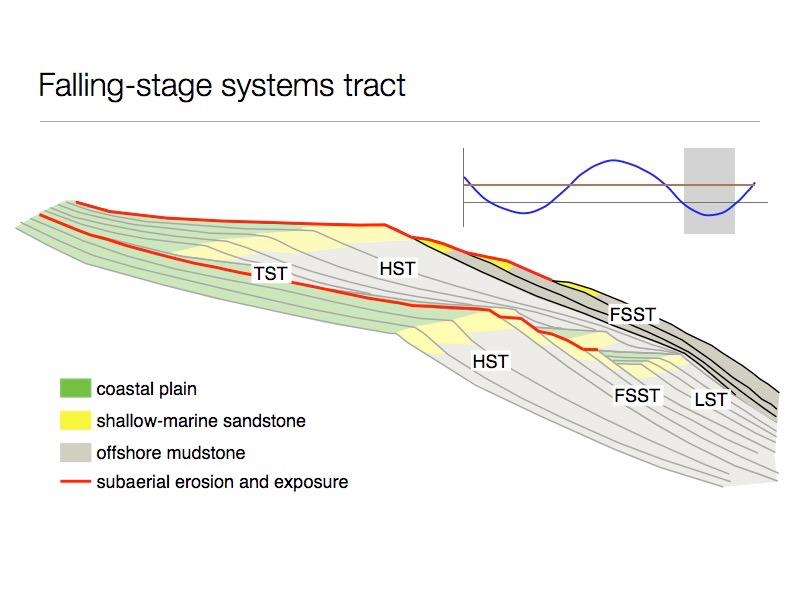 Falling-stage systems tract
TST
HST
FSST
HST
FSST
LST
coastal plain
shallow-marine sandstone
offshore mudstone
subaerial erosion and exposure